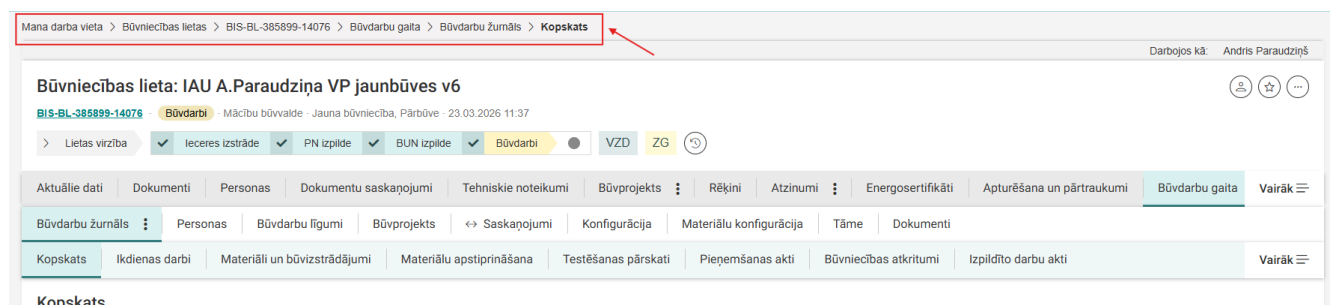 Mana darba vieta > Būvniecības lietas > BIS-BL-385899-14076 > Būvdarbu gaita > Būvdarbu žurnāls > Kopskats
Darbojos kā: Andris Paraudziņš
Būvniecības lieta: IAU A.Paraudziņa VP jaunbūves v6
BIS-BL-385899-14076 · Būvdarbi · Mācību būvvalde · Jauna būvniecība, Pārbūve · 23.03.2026 11:37
> Lietas virzība ✔ Ieceres izstrāde ✔ PN izpilde ✔ BUN izpilde ✔ Būvdarbi VZD ZG
Aktuālie dati Dokumenti Personas Dokumentu saskaņojumi Tehniskie noteikumi Būvprojekts Rēķini Atzinumi Energosertifikāti Apturēšana un pārtraukumi Būvdarbu gaita Vairāk
Būvdarbu žurnāls Personas Būvdarbu līgumi Būvprojekts ↔ Saskaņojumi Konfigurācija Materiālu konfigurācija Tāme Dokumenti
Kopskats Ikdienas darbi Materiāli un būvizstrādājumi Materiālu apstiprināšana Testēšanas pārskati Pieņemšanas akti Būvniecības atkritumi Izpildīto darbu akti Vairāk
Kopskats